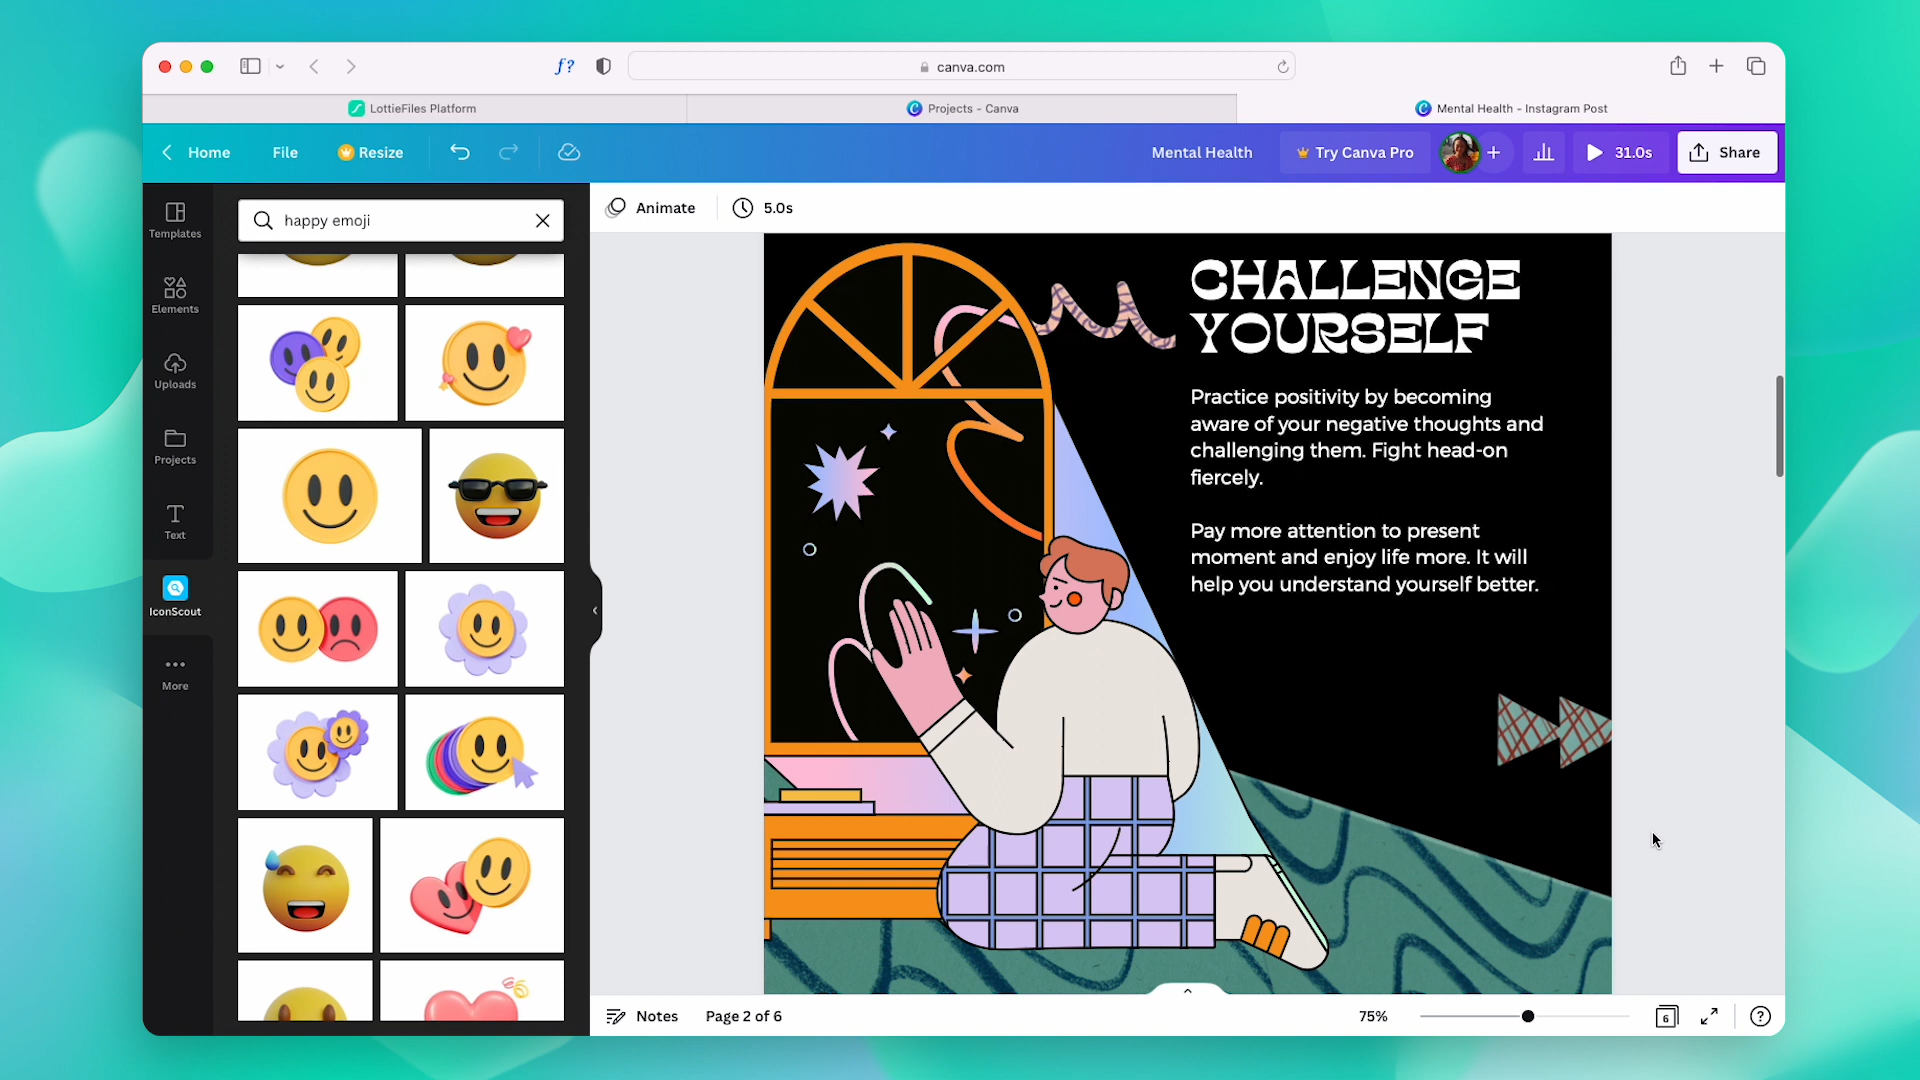 f?
canva.com
LottieFiles Platform
Projects - Canva
Mental Health - Instagram Post
Home
File
Resize
Mental Health
Try Canva Pro
31.0s
Share
Templates
Elements
Uploads
Projects
Text
IconScout
More
happy emoji
Animate
5.0s
CHALLENGE
YOURSELF
Practice positivity by becoming
aware of your negative thoughts and
challenging them. Fight head-on
fiercely.
Pay more attention to present
moment and enjoy life more. It will
help you understand yourself better.
Notes
Page 2 of 6
75%
6
?